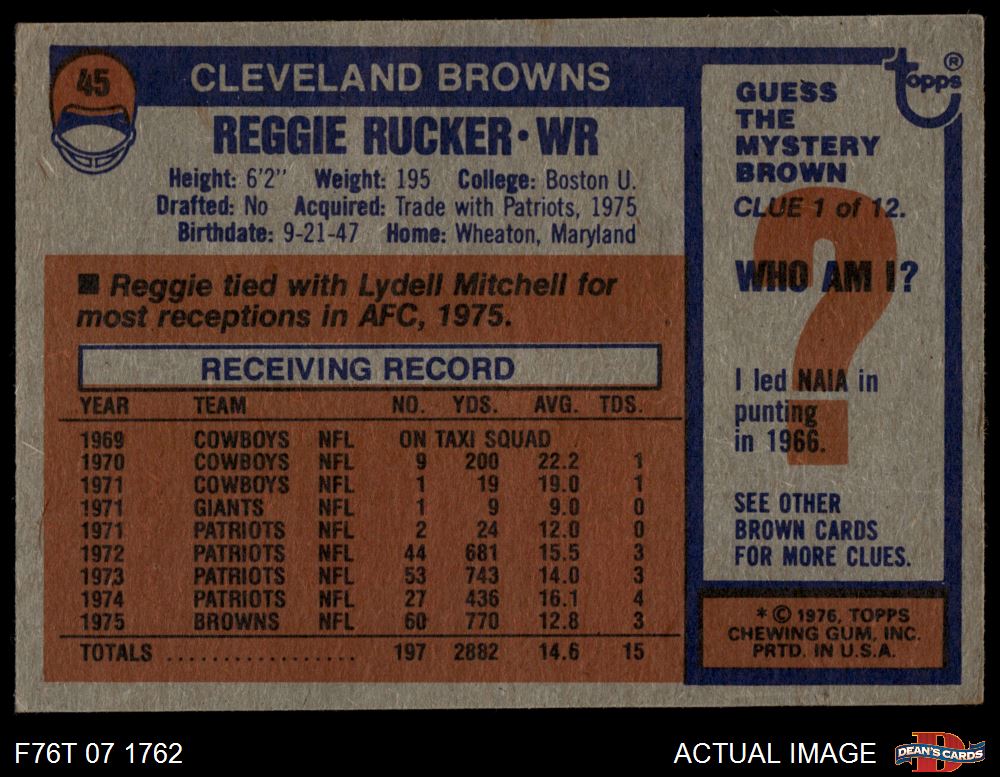 45
CLEVELAND BROWNS
REGGIE RUCKER • WR
Height: 6'2" Weight: 195 College: Boston U.
Drafted: No Acquired: Trade with Patriots, 1975
Birthdate: 9-21-47 Home: Wheaton, Maryland
■ Reggie tied with Lydell Mitchell for
most receptions in AFC, 1975.
RECEIVING RECORD
YEAR TEAM NO. YDS. AVG. TDS.
1969 COWBOYS NFL ON TAXI SQUAD
1970 COWBOYS NFL 9 200 22.2 1
1971 COWBOYS NFL 1 19 19.0 1
1971 GIANTS NFL 1 9 9.0 0
1971 PATRIOTS NFL 2 24 12.0 0
1972 PATRIOTS NFL 44 681 15.5 3
1973 PATRIOTS NFL 53 743 14.0 3
1974 PATRIOTS NFL 27 436 16.1 4
1975 BROWNS NFL 60 770 12.8 3
TOTALS .................. 197 2882 14.6 15
topps ®
GUESS
THE
MYSTERY
BROWN
CLUE 1 of 12.
?
WHO AM I?
I led NAIA in
punting
in 1966.
SEE OTHER
BROWN CARDS
FOR MORE CLUES.
* © 1976, TOPPS
CHEWING GUM, INC.
PRTD. IN U.S.A.
F76T 07 1762
ACTUAL IMAGE
D
DEAN'S CARDS